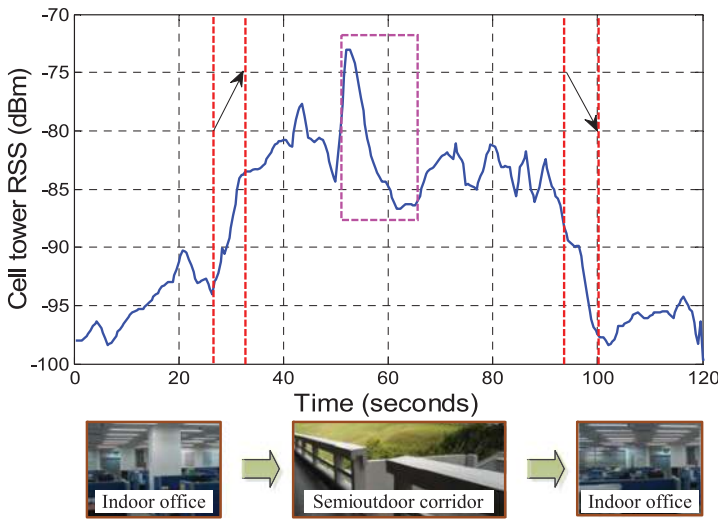 -70
-75
-80
-85
-90
-95
-100
Cell tower RSS (dBm)
0 20 40 60 80 100 120
Time (seconds)
Indoor office
Semioutdoor corridor
Indoor office